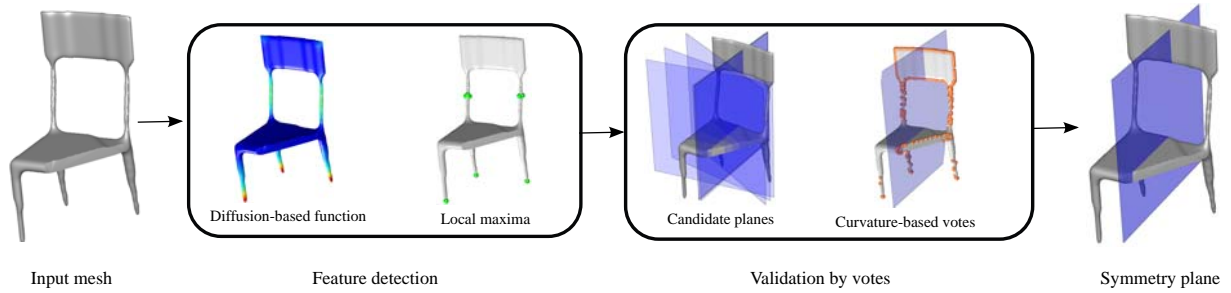 Diffusion-based function
Local maxima
Candidate planes
Curvature-based votes
Input mesh
Feature detection
Validation by votes
Symmetry plane